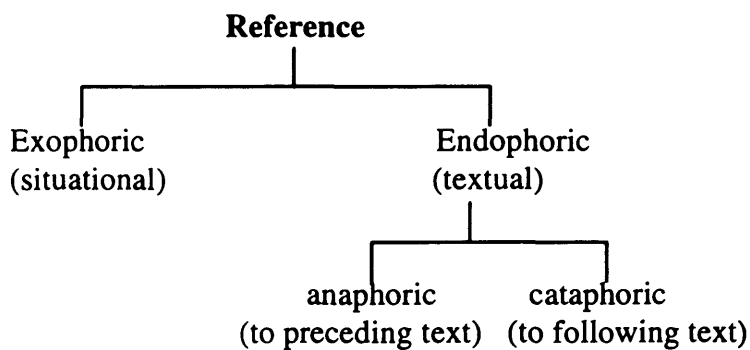 Reference
Exophoric Endophoric
(situational) (textual)
anaphoric cataphoric
(to preceding text) (to following text)